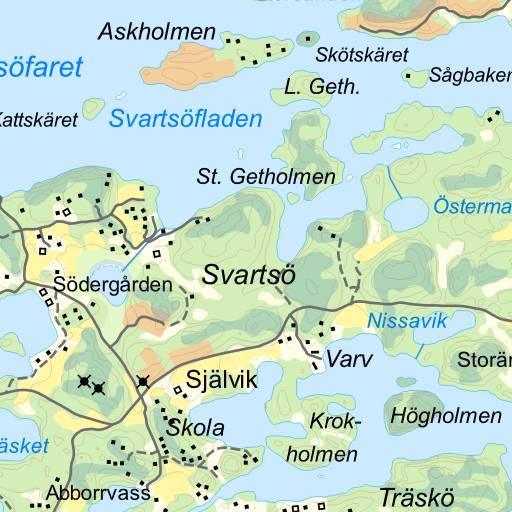 Askholmen
Skötskäret
söfaret
Sågbaken
L. Geth.
Kattskäret
Svartsöfladen
St. Getholmen
Österma
Svartsö
Södergården
Nissavik
Varv
Storär
Självik
Krok-
holmen
Högholmen
Skola
äsket
Abborrvass
Träskö